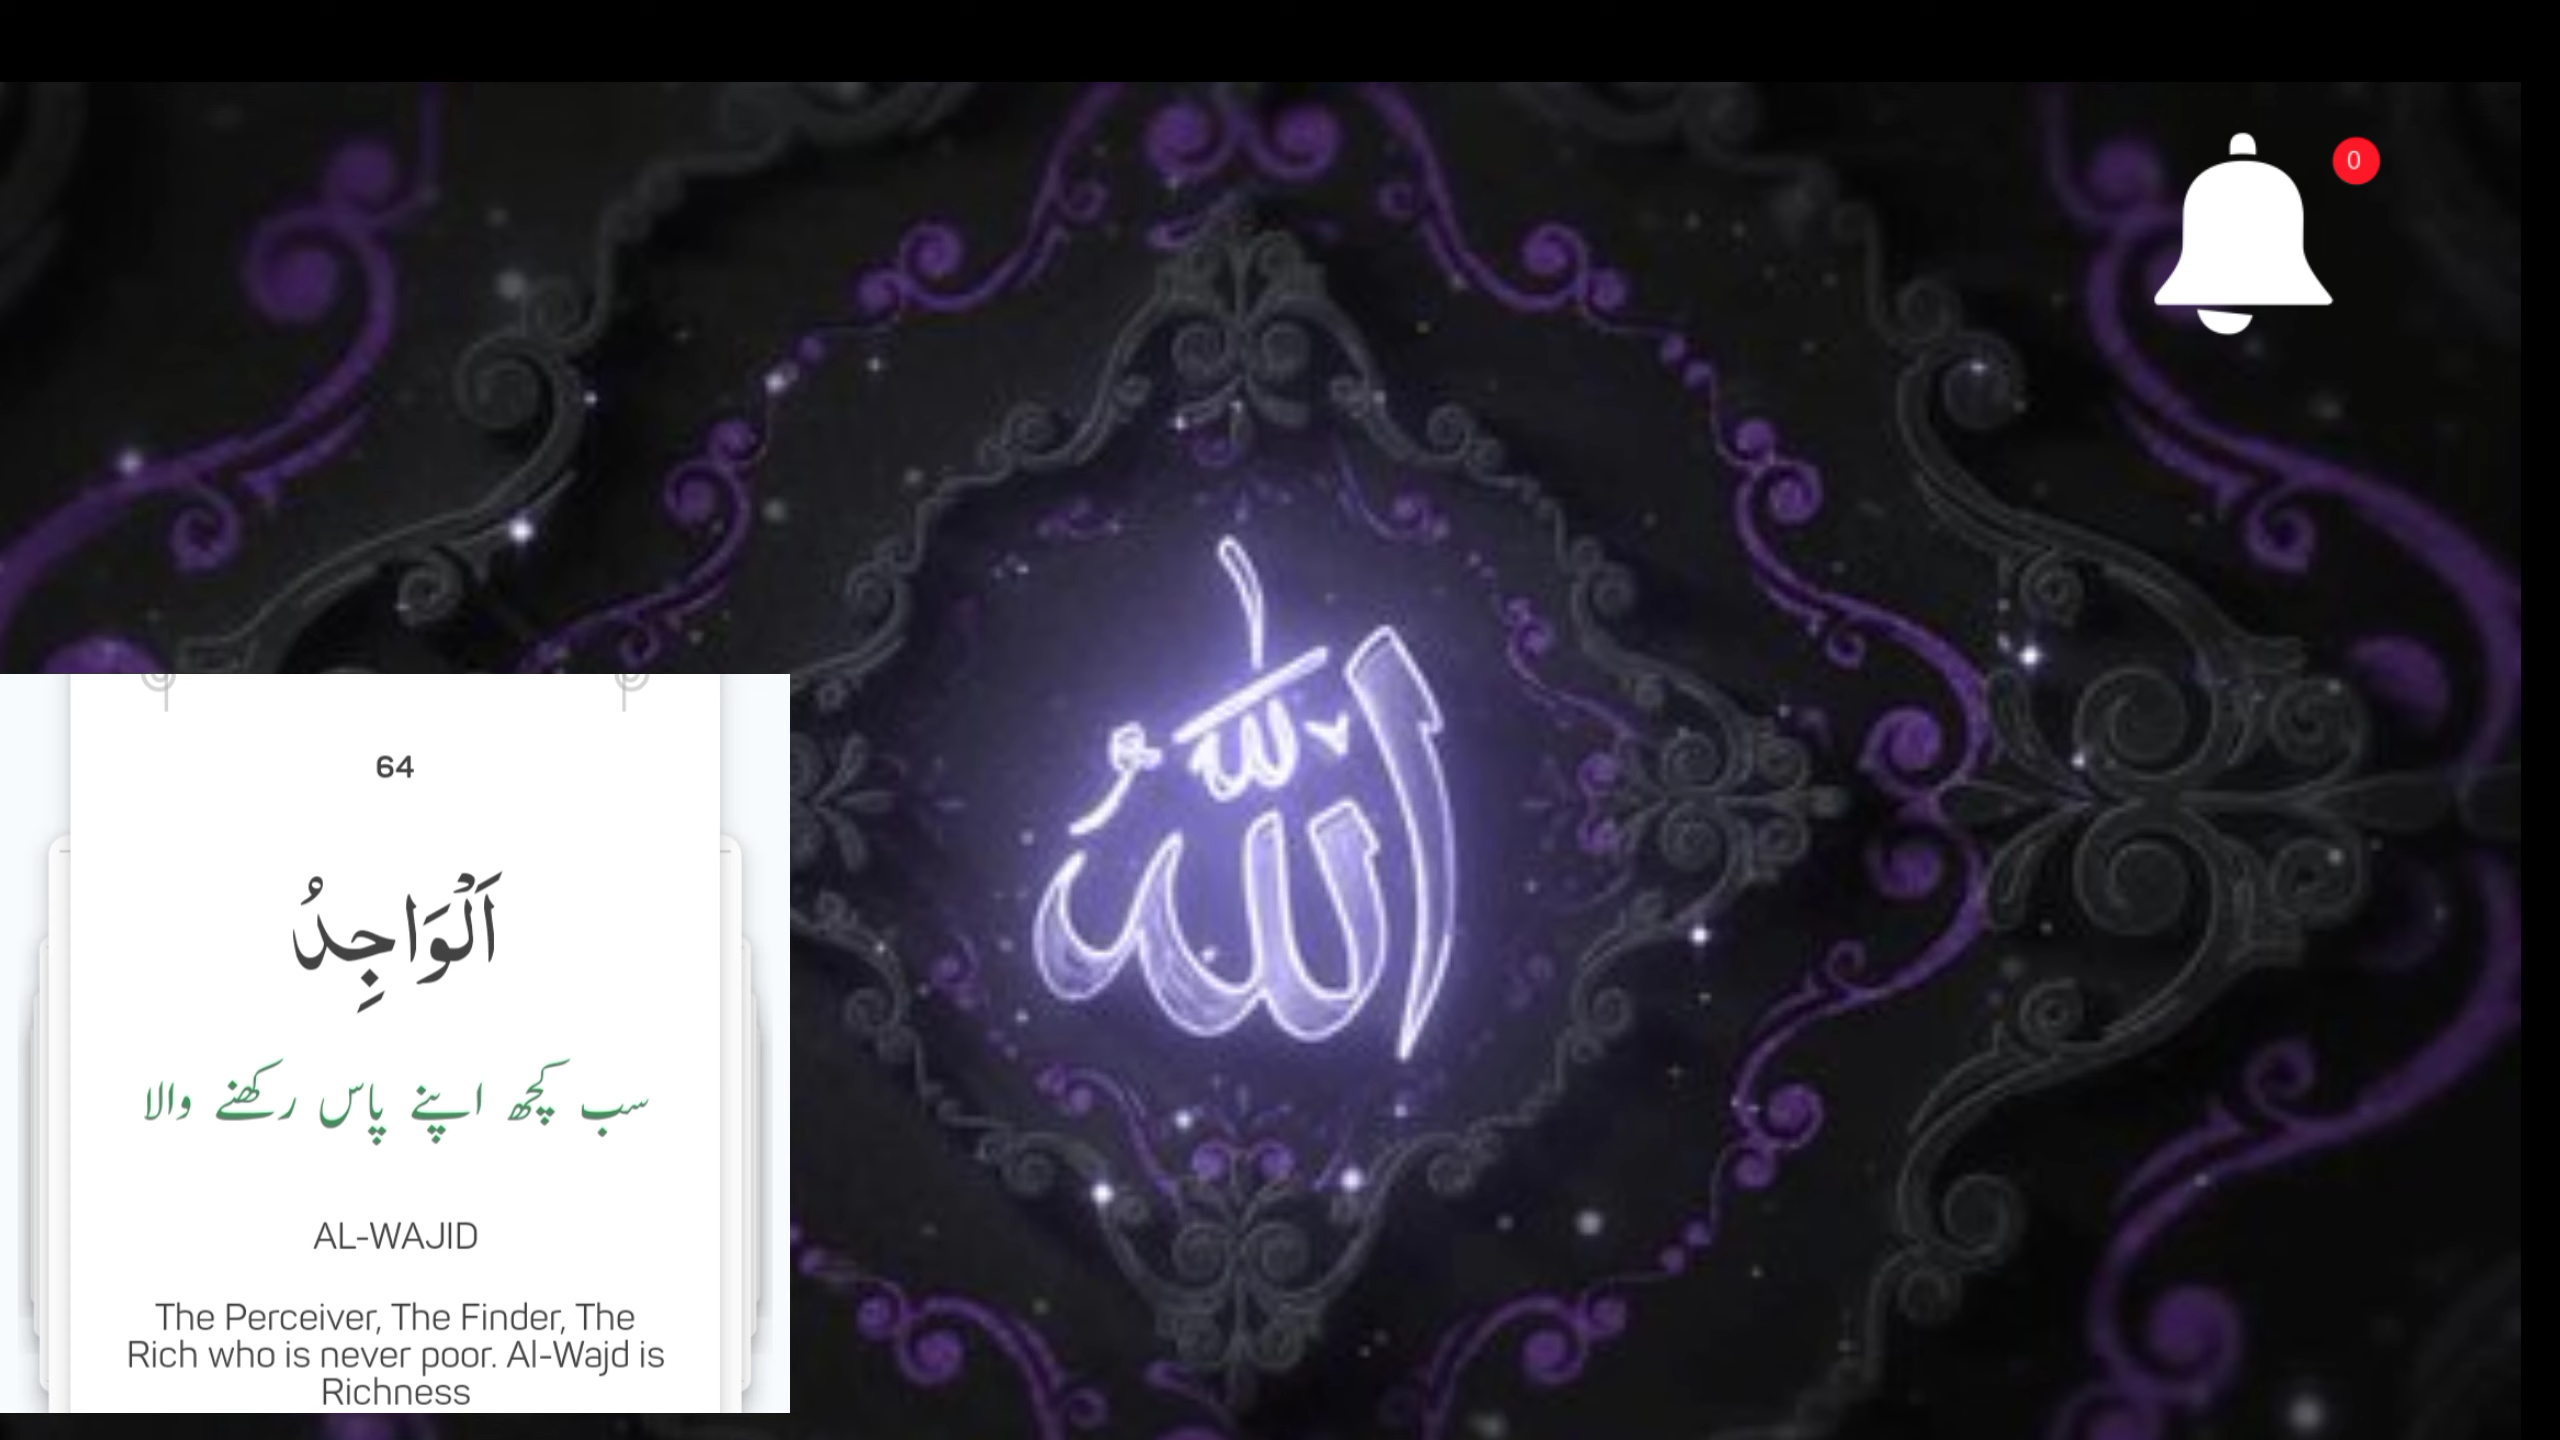 0
اللّٰهُ
64
اَلْوَاجِدُ
سب کچھ اپنے پاس رکھنے والا
AL-WAJID
The Perceiver, The Finder, The
Rich who is never poor. Al-Wajd is
Richness